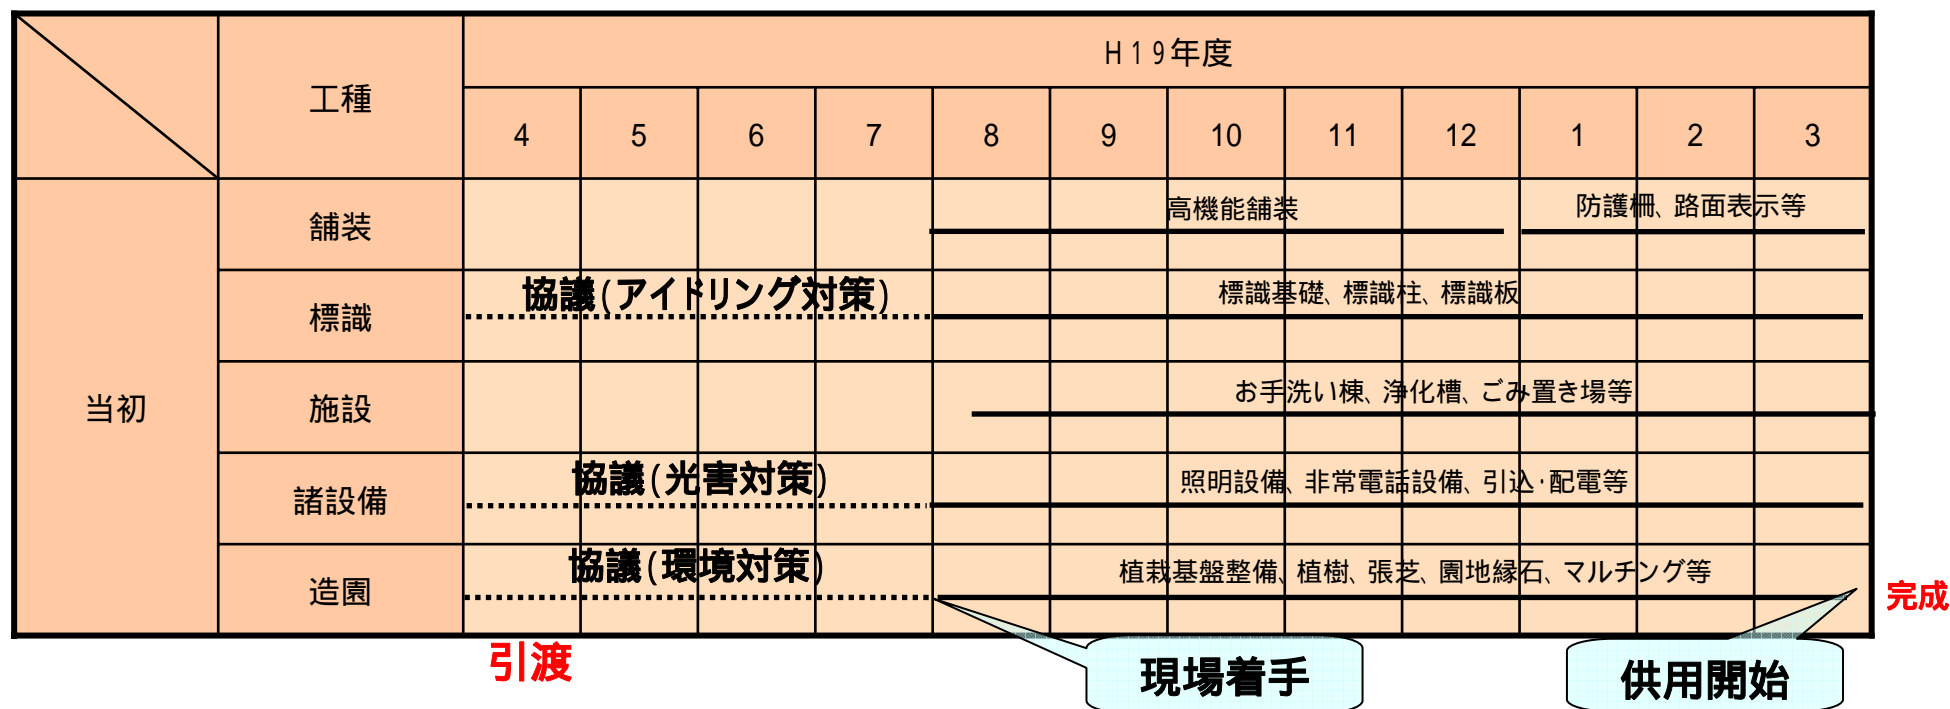 H19年度
工種
4 5 6 7 8 9 10 11 12 1 2 3
当初
舗装
高機能舗装
防護柵、路面表示等
標識
協議(アイドリング対策)
標識基礎、標識柱、標識板
施設
お手洗い棟、浄化槽、ごみ置き場等
諸設備
協議(光害対策)
照明設備、非常電話設備、引込・配電等
造園
協議(環境対策)
植栽基盤整備、植樹、張芝、園地縁石、マルチング等
完成
引渡
現場着手
供用開始